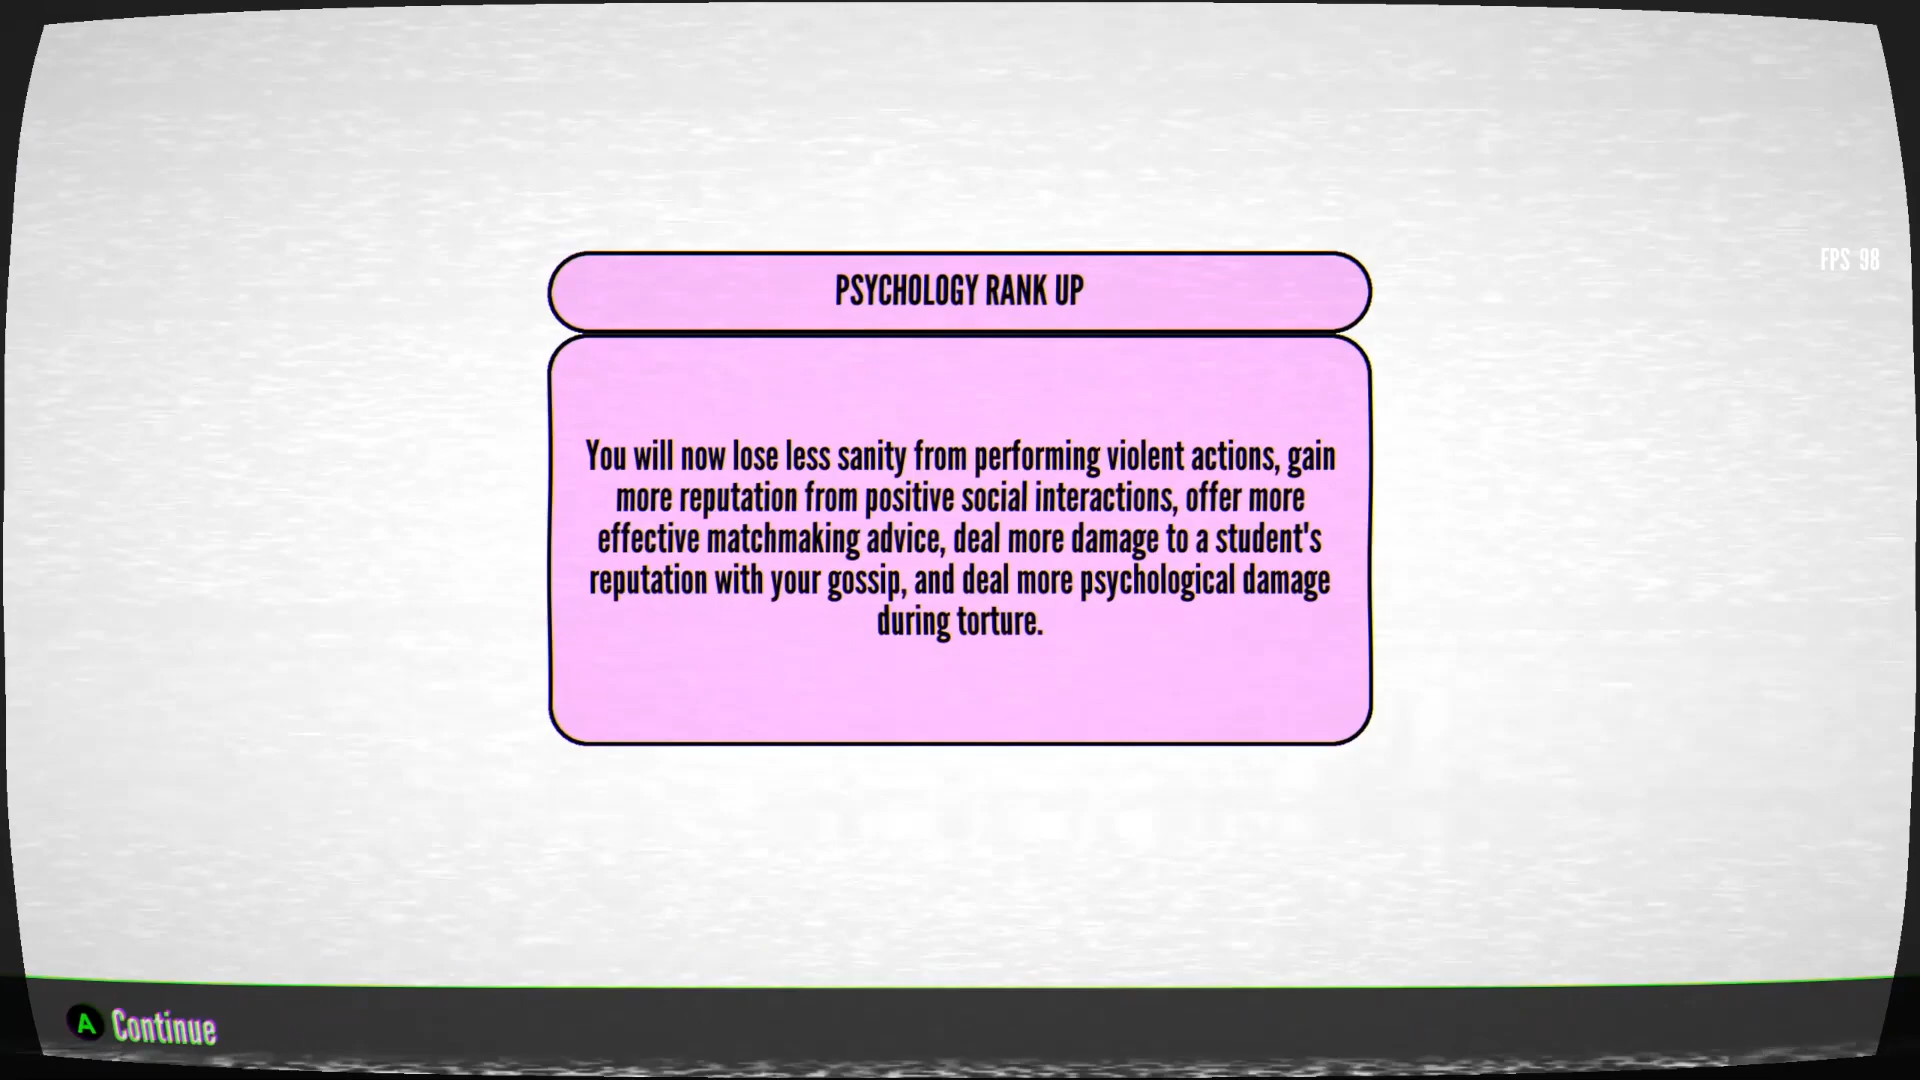 PSYCHOLOGY RANK UP
FPS 98
You will now lose less sanity from performing violent actions, gain
more reputation from positive social interactions, offer more
effective matchmaking advice, deal more damage to a student's
reputation with your gossip, and deal more psychological damage
during torture.
A Continue